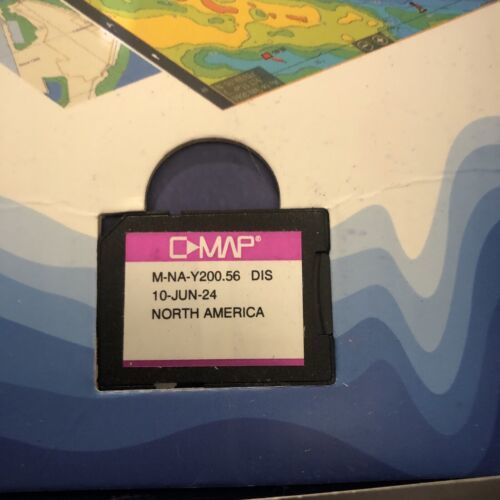 C-MAP®
M-NA-Y200.56 DIS
10-JUN-24
NORTH AMERICA